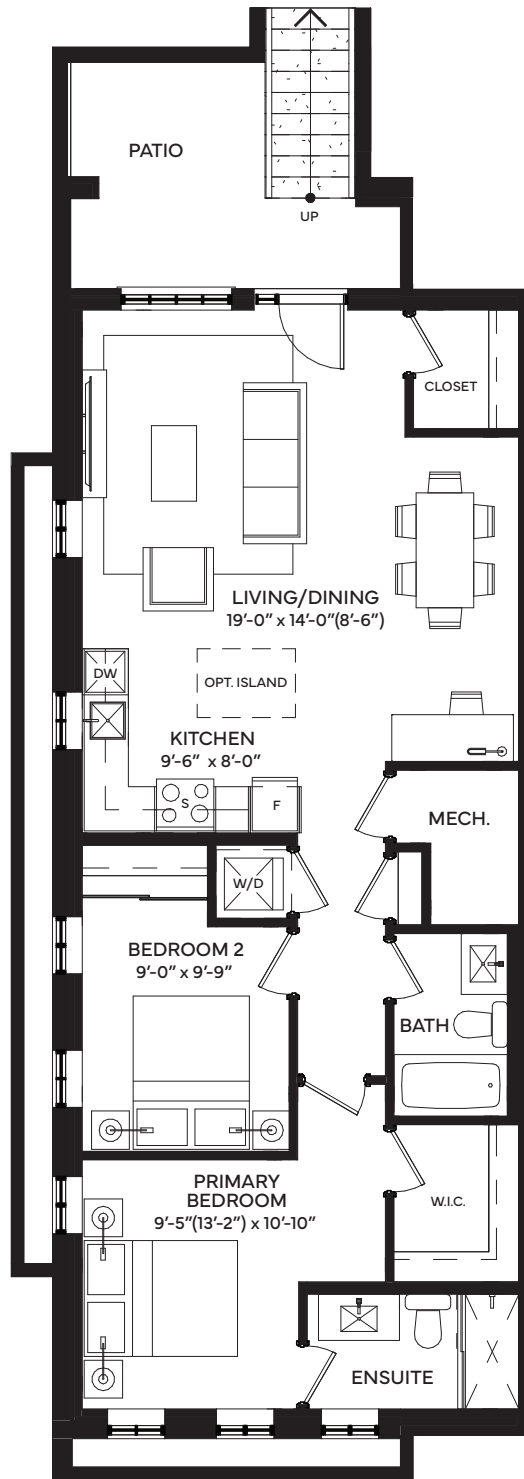 PATIO
UP
CLOSET
LIVING/DINING
19'-0" x 14'-0"(8'-6")
DW
OPT. ISLAND
KITCHEN
9'-6" x 8'-0"
S
F
MECH.
W/D
BEDROOM 2
9'-0" x 9'-9"
BATH
PRIMARY
BEDROOM
9'-5"(13'-2") x 10'-10"
W.I.C.
ENSUITE